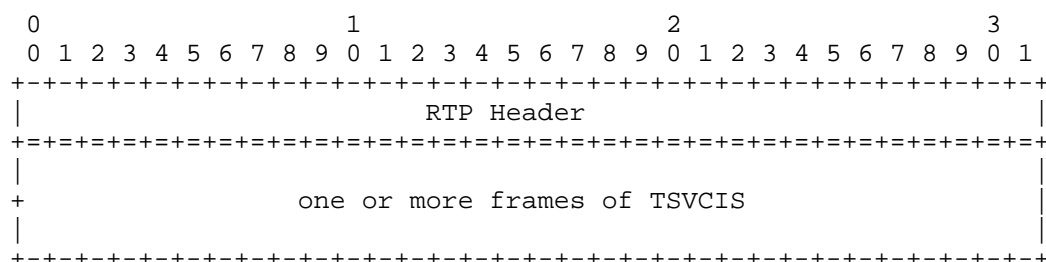 0                   1                   2                   3
 0 1 2 3 4 5 6 7 8 9 0 1 2 3 4 5 6 7 8 9 0 1 2 3 4 5 6 7 8 9 0 1
+-+-+-+-+-+-+-+-+-+-+-+-+-+-+-+-+-+-+-+-+-+-+-+-+-+-+-+-+-+-+-+-+
|                          RTP Header                           |
+=+=+=+=+=+=+=+=+=+=+=+=+=+=+=+=+=+=+=+=+=+=+=+=+=+=+=+=+=+=+=+=+
|                                                               |
+                 one or more frames of TSVCIS                  |
|                                                               |
+-+-+-+-+-+-+-+-+-+-+-+-+-+-+-+-+-+-+-+-+-+-+-+-+-+-+-+-+-+-+-+-+